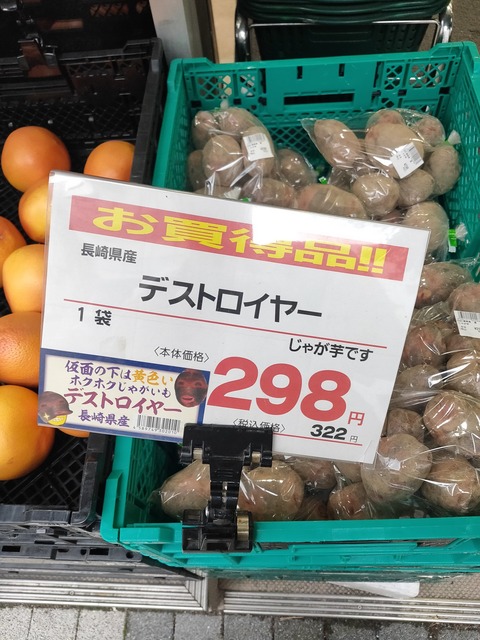 お買得品!!
長崎県産
デストロイヤー
1 袋
じゃが芋です
〈本体価格〉
298円
〈税込価格〉
322 円
仮面の下は黄色い
ホクホクじゃがいも
デストロイヤー
長崎県産